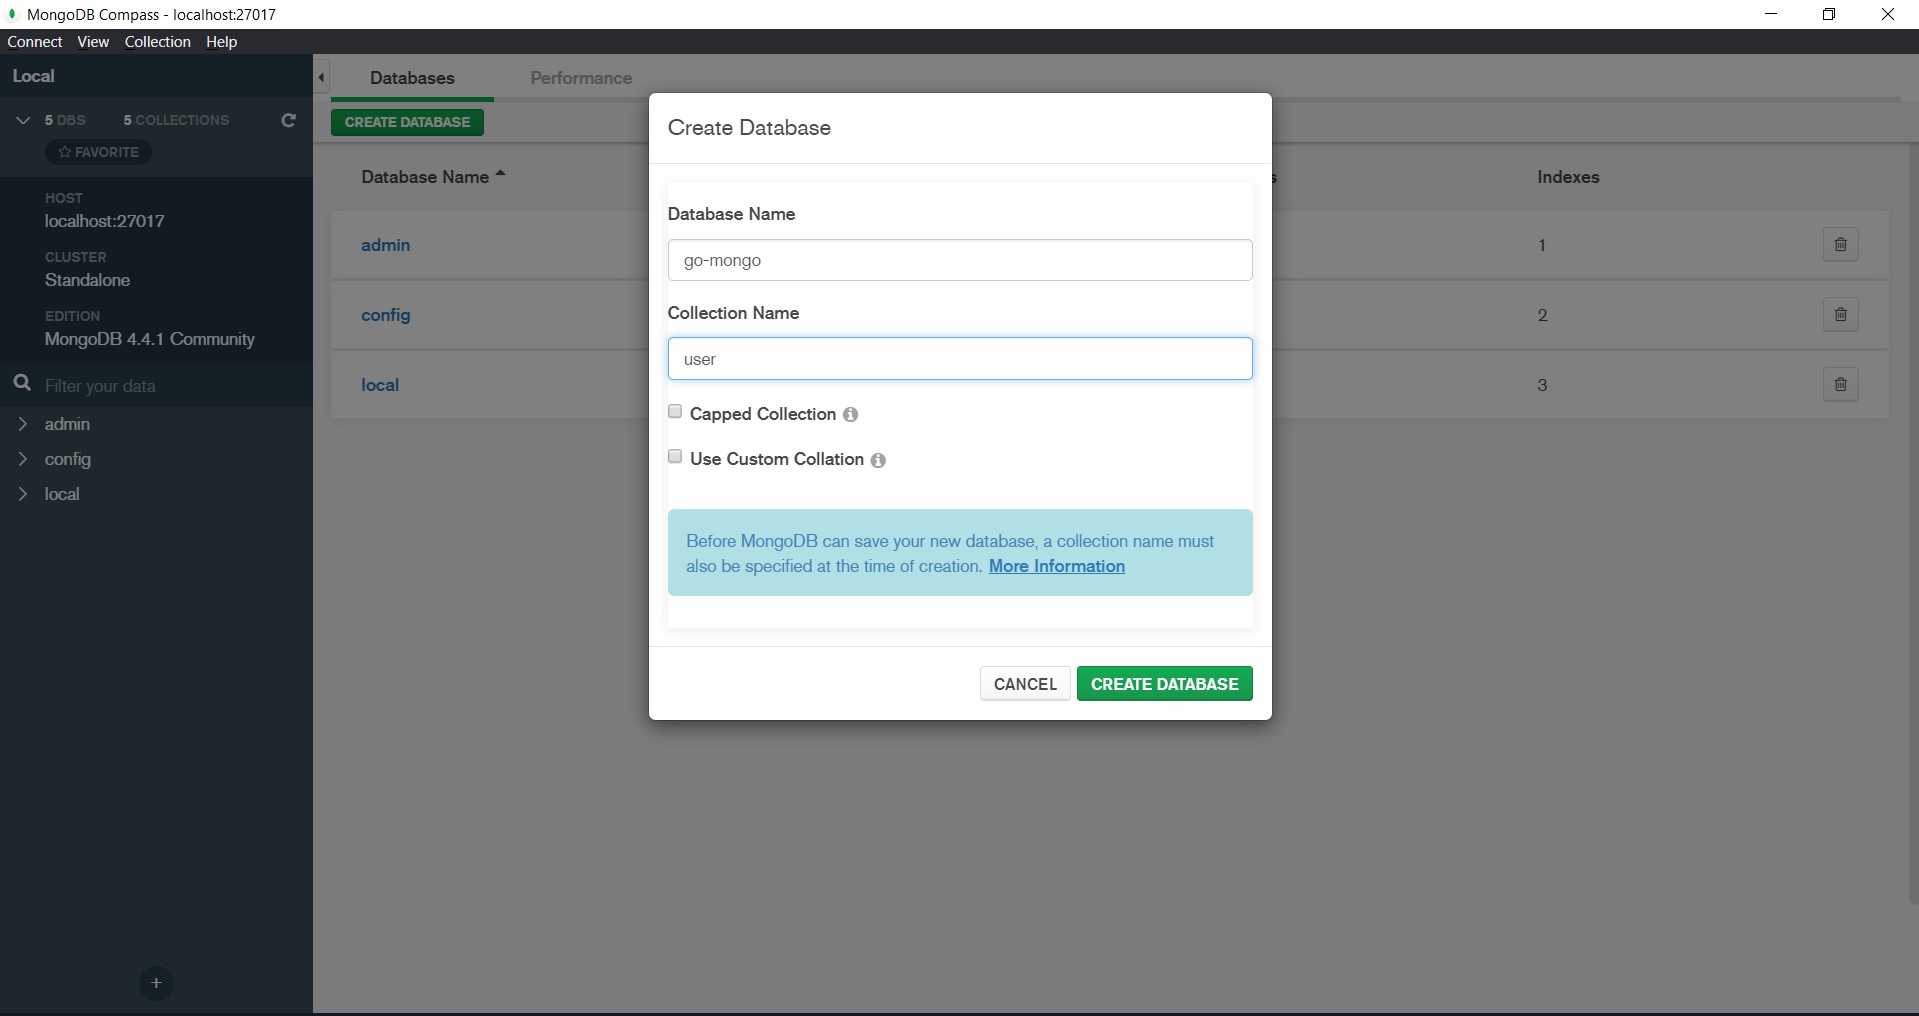 MongoDB Compass - localhost:27017
Connect View Collection Help
Local
5 DBS 5 COLLECTIONS
FAVORITE
HOST
localhost:27017
CLUSTER
Standalone
EDITION
MongoDB 4.4.1 Community
Filter your data
admin
config
local
Databases Performance
CREATE DATABASE
Database Name s Indexes
admin 1
config 2
local 3
Create Database
Database Name
go-mongo
Collection Name
user
Capped Collection
Use Custom Collation
Before MongoDB can save your new database, a collection name must
also be specified at the time of creation. More Information
CANCEL CREATE DATABASE